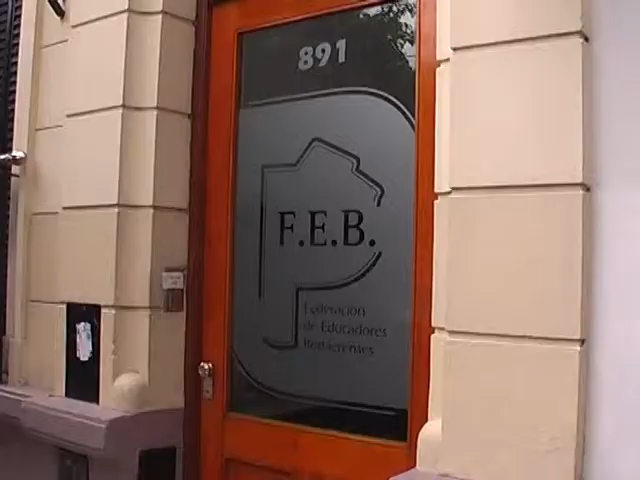 891
F.E.B.
Federación
de Educadores
Bonaerenses